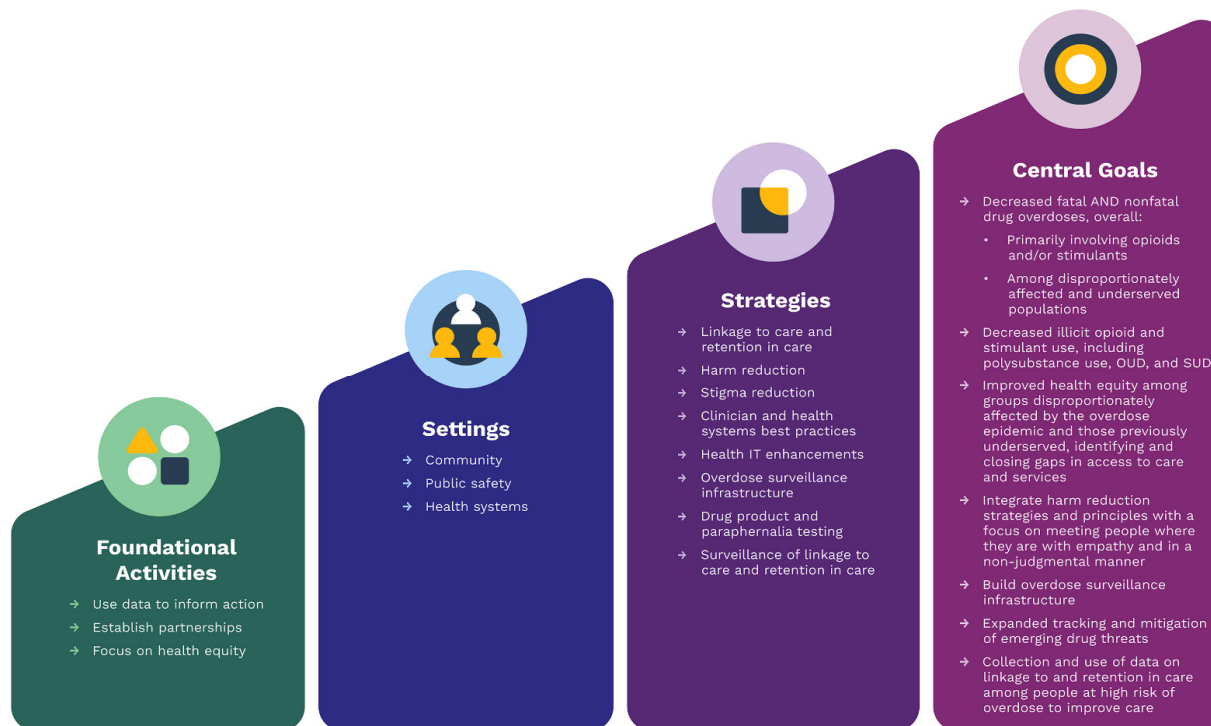 Foundational
Activities
→ Use data to inform action
→ Establish partnerships
→ Focus on health equity
Settings
→ Community
→ Public safety
→ Health systems
Strategies
→ Linkage to care and
retention in care
→ Harm reduction
→ Stigma reduction
→ Clinician and health
systems best practices
→ Health IT enhancements
→ Overdose surveillance
infrastructure
→ Drug product and
paraphernalia testing
→ Surveillance of linkage to
care and retention in care
Central Goals
→ Decreased fatal AND nonfatal
drug overdoses, overall:
• Primarily involving opioids
and/or stimulants
• Among disproportionately
affected and underserved
populations
→ Decreased illicit opioid and
stimulant use, including
polysubstance use, OUD, and SUD
→ Improved health equity among
groups disproportionately
affected by the overdose
epidemic and those previously
underserved, identifying and
closing gaps in access to care
and services
→ Integrate harm reduction
strategies and principles with a
focus on meeting people where
they are with empathy and in a
non-judgmental manner
→ Build overdose surveillance
infrastructure
→ Expanded tracking and mitigation
of emerging drug threats
→ Collection and use of data on
linkage to and retention in care
among people at high risk of
overdose to improve care